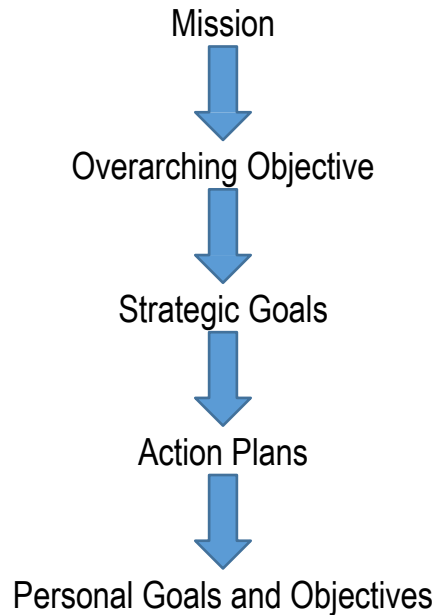 Mission
Overarching Objective
Strategic Goals
Action Plans
Personal Goals and Objectives